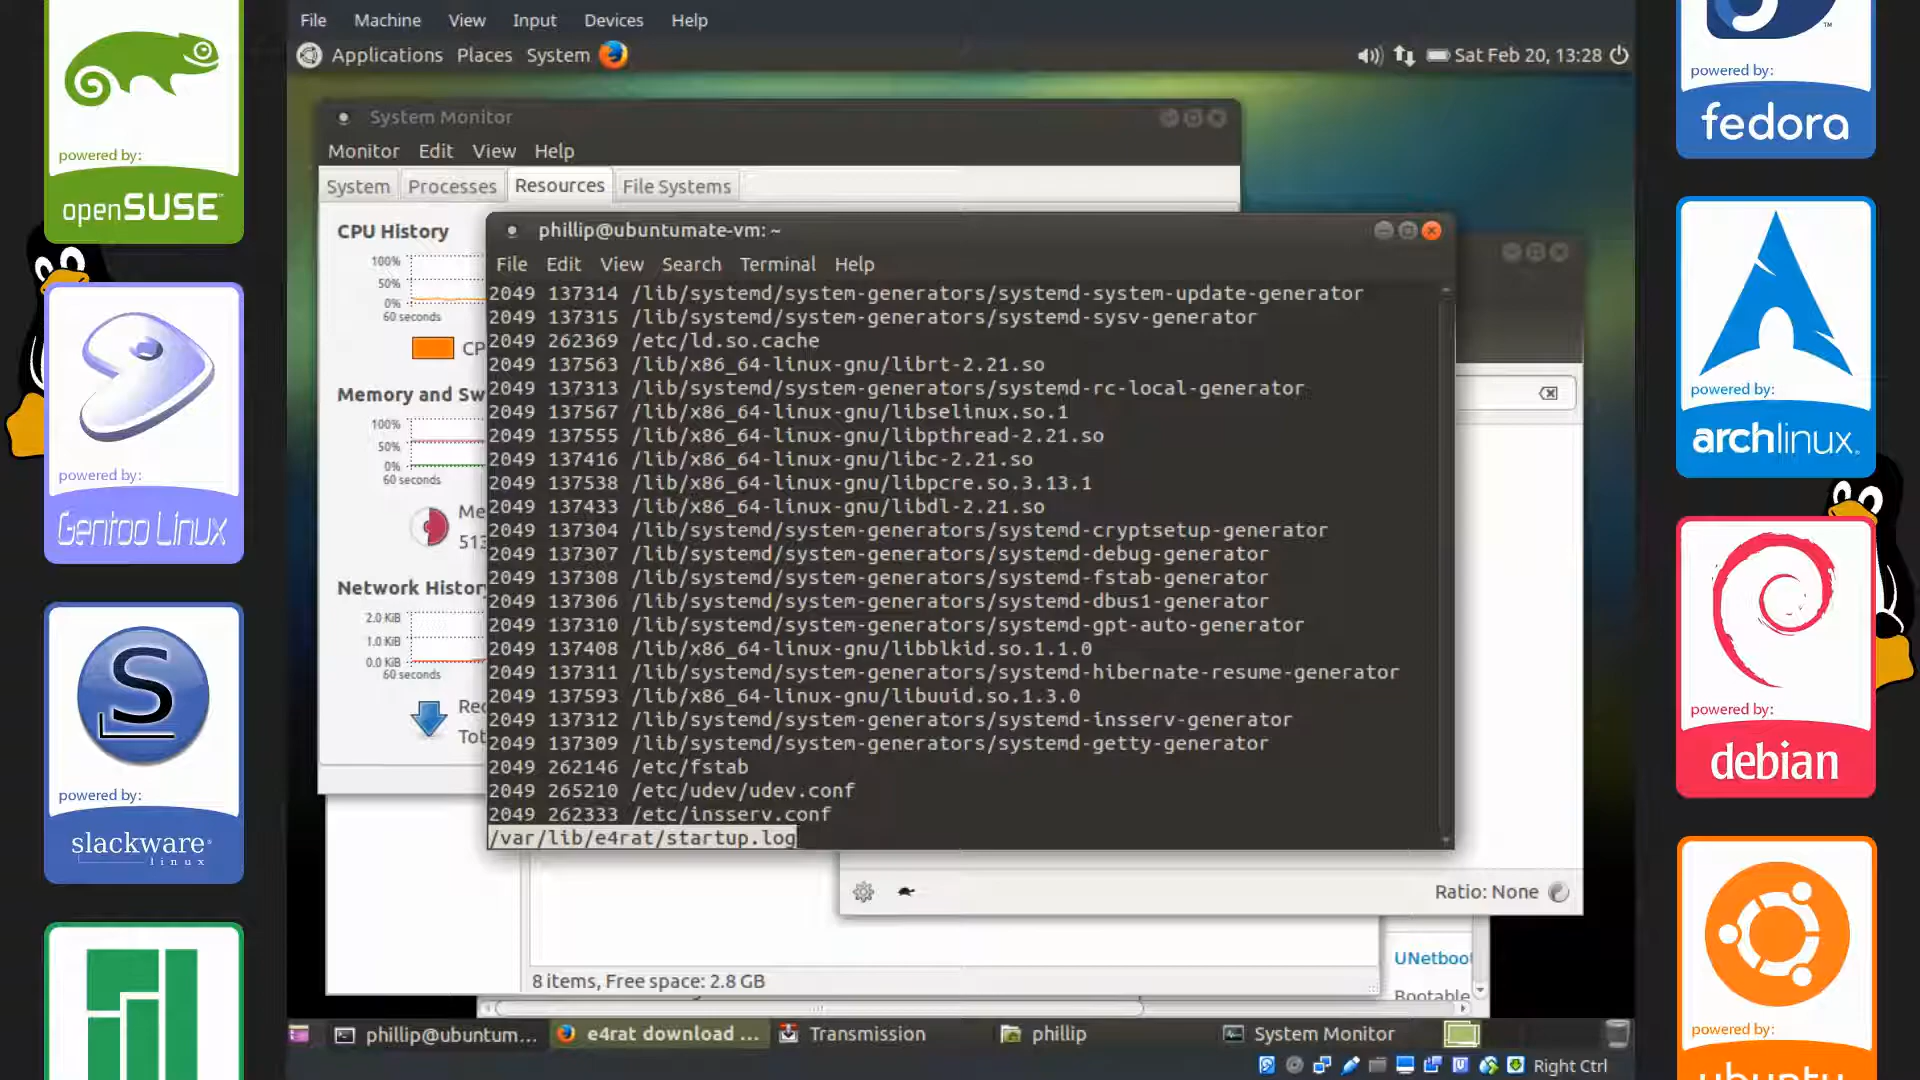 File Machine View Input Devices Help
Applications Places System
Sat Feb 20, 13:28
System Monitor
Monitor Edit View Help
System Processes Resources File Systems
CPU History
100%
50%
0%
60 seconds
CP
Memory and Sw
100%
50%
0%
60 seconds
Me
513
Network History
2.0 KiB
1.0 KiB
0.0 KiB
60 seconds
Rec
Tot
phillip@ubuntumate-vm: ~
File Edit View Search Terminal Help
2049 137314 /lib/systemd/system-generators/systemd-system-update-generator
2049 137315 /lib/systemd/system-generators/systemd-sysv-generator
2049 262369 /etc/ld.so.cache
2049 137563 /lib/x86_64-linux-gnu/librt-2.21.so
2049 137313 /lib/systemd/system-generators/systemd-rc-local-generator
2049 137567 /lib/x86_64-linux-gnu/libselinux.so.1
2049 137555 /lib/x86_64-linux-gnu/libpthread-2.21.so
2049 137416 /lib/x86_64-linux-gnu/libc-2.21.so
2049 137538 /lib/x86_64-linux-gnu/libpcre.so.3.13.1
2049 137433 /lib/x86_64-linux-gnu/libdl-2.21.so
2049 137304 /lib/systemd/system-generators/systemd-cryptsetup-generator
2049 137307 /lib/systemd/system-generators/systemd-debug-generator
2049 137308 /lib/systemd/system-generators/systemd-fstab-generator
2049 137306 /lib/systemd/system-generators/systemd-dbus1-generator
2049 137310 /lib/systemd/system-generators/systemd-gpt-auto-generator
2049 137408 /lib/x86_64-linux-gnu/libblkid.so.1.1.0
2049 137311 /lib/systemd/system-generators/systemd-hibernate-resume-generator
2049 137593 /lib/x86_64-linux-gnu/libuuid.so.1.3.0
2049 137312 /lib/systemd/system-generators/systemd-insserv-generator
2049 137309 /lib/systemd/system-generators/systemd-getty-generator
2049 262146 /etc/fstab
2049 265210 /etc/udev/udev.conf
2049 262333 /etc/insserv.conf
/var/lib/e4rat/startup.log
Ratio: None
UNetboo
Bootable
8 items, Free space: 2.8 GB
phillip@ubuntum... e4rat download ... Transmission phillip System Monitor
Right Ctrl
powered by:
openSUSE
powered by:
Gentoo Linux
powered by:
slackware
linux
powered by:
fedora
powered by:
archlinux
powered by:
debian
powered by:
ubuntu